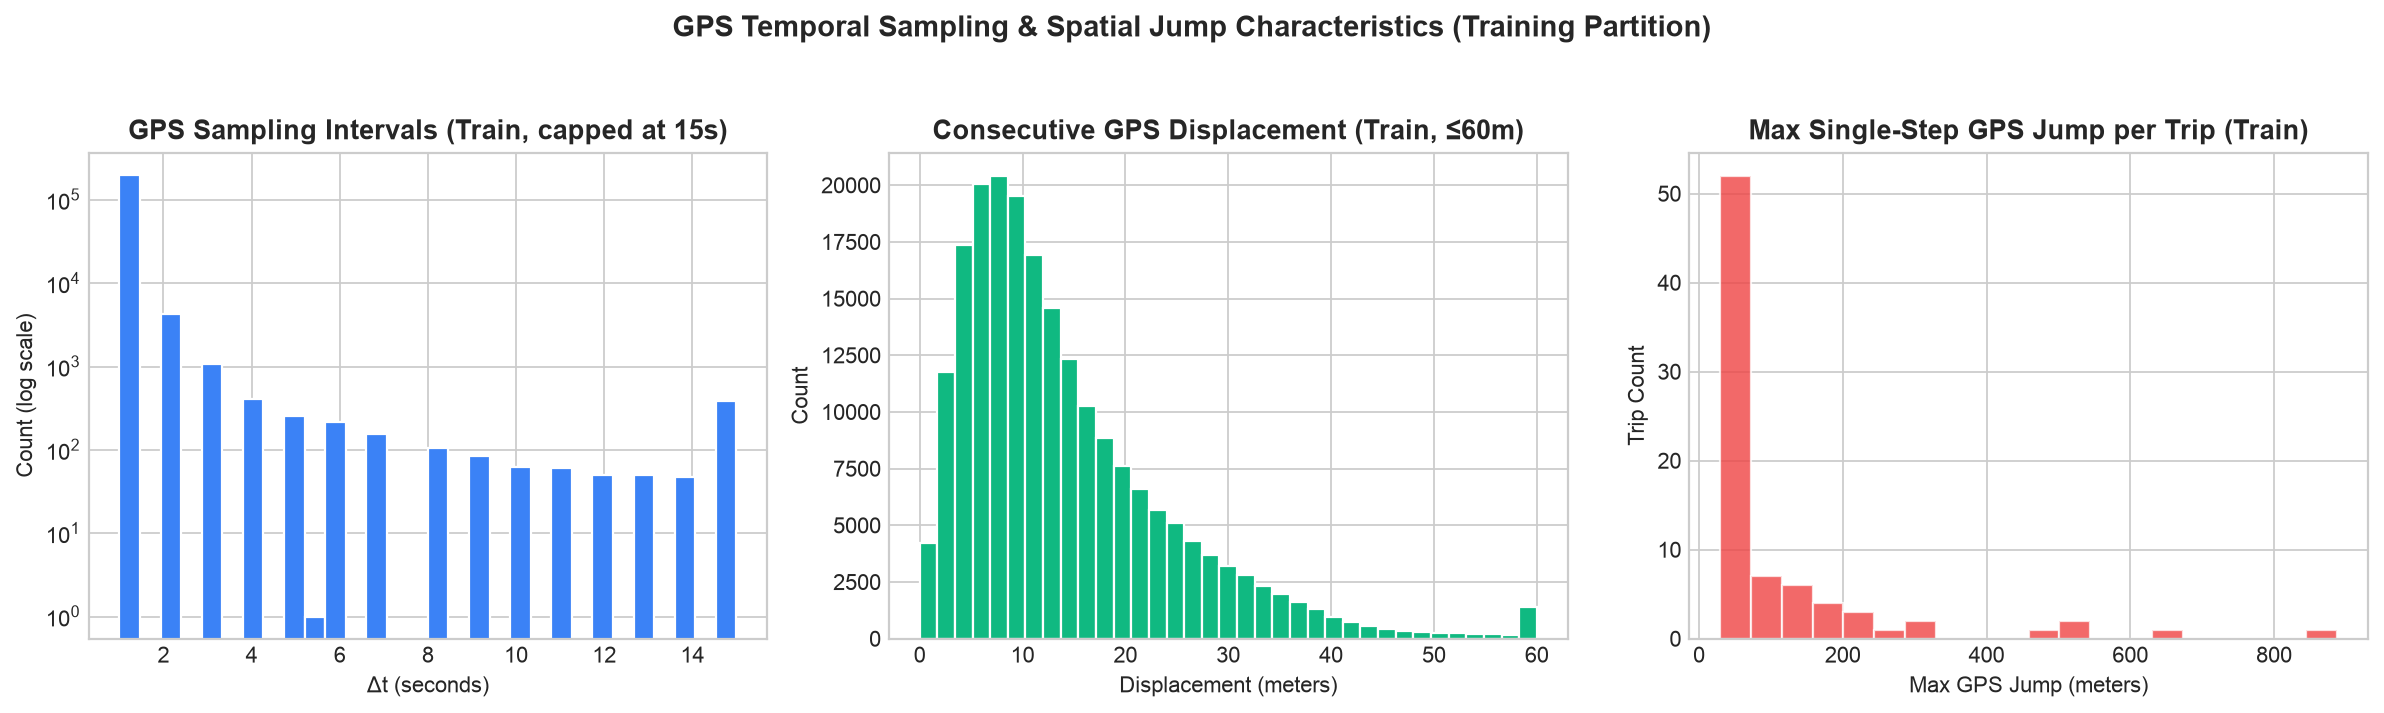 GPS Temporal Sampling & Spatial Jump Characteristics (Training Partition)
GPS Sampling Intervals (Train, capped at 15s)
Count (log scale)
10^5
10^4
10^3
10^2
10^1
10^0
2 4 6 8 10 12 14
Δt (seconds)
Consecutive GPS Displacement (Train, ≤60m)
Count
20000
17500
15000
12500
10000
7500
5000
2500
0
0 10 20 30 40 50 60
Displacement (meters)
Max Single-Step GPS Jump per Trip (Train)
Trip Count
50
40
30
20
10
0
0 200 400 600 800
Max GPS Jump (meters)